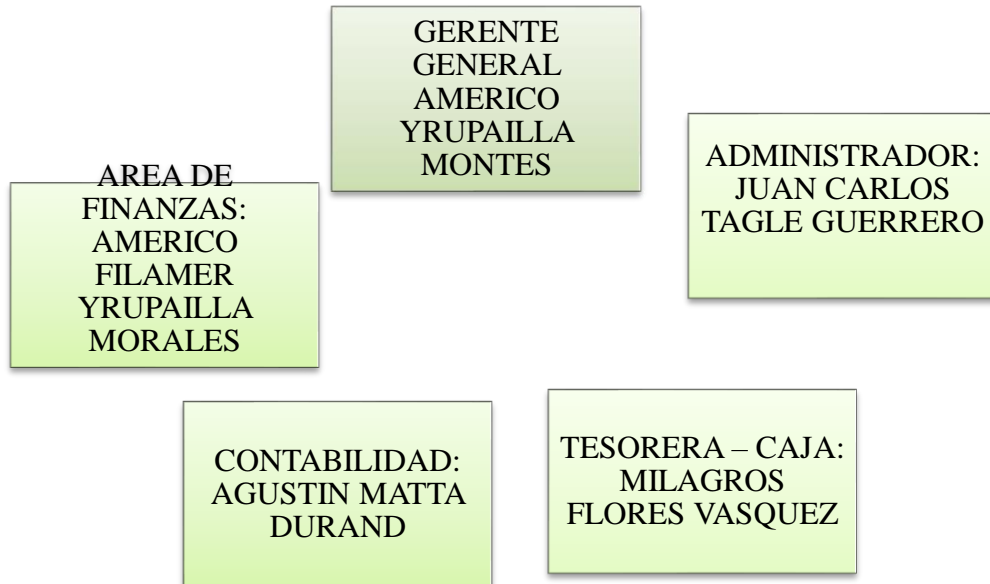 GERENTE
GENERAL
AMERICO
YRUPAILLA
MONTES
ADMINISTRADOR:
JUAN CARLOS
TAGLE GUERRERO
AREA DE
FINANZAS:
AMERICO
FILAMER
YRUPAILLA
MORALES
CONTABILIDAD:
AGUSTIN MATTA
DURAND
TESORERA – CAJA:
MILAGROS
FLORES VASQUEZ